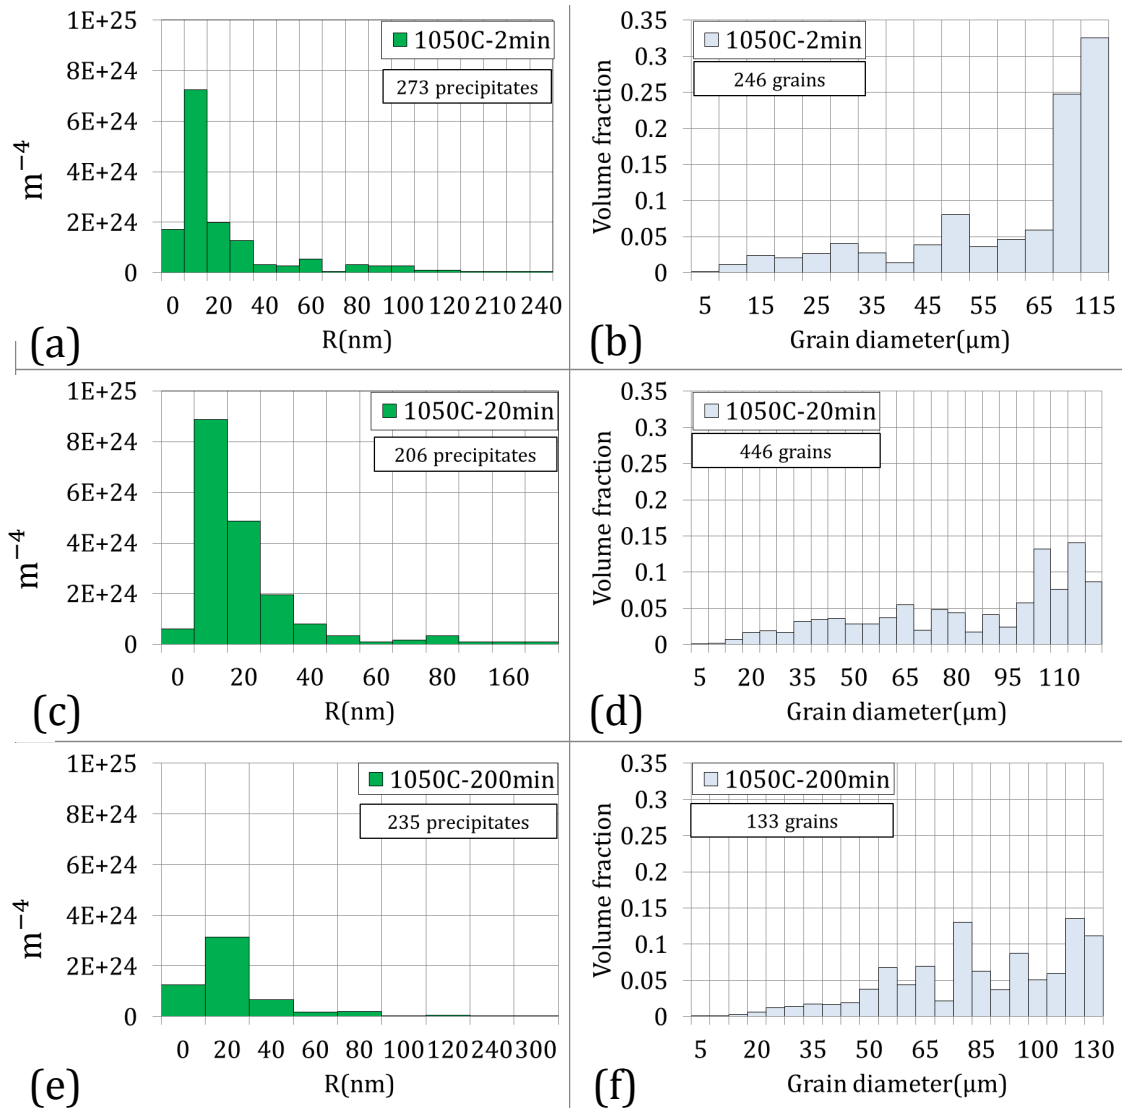 1E+25
8E+24
6E+24
4E+24
2E+24
0
m⁻⁴
1050C-2min
273 precipitates
0 20 40 60 80 100 120 210 240
R(nm)
(a)
0.35
0.3
0.25
0.2
0.15
0.1
0.05
0
Volume fraction
1050C-2min
246 grains
5 15 25 35 45 55 65 115
Grain diameter(μm)
(b)
1E+25
8E+24
6E+24
4E+24
2E+24
0
m⁻⁴
1050C-20min
206 precipitates
0 20 40 60 80 160
R(nm)
(c)
0.35
0.3
0.25
0.2
0.15
0.1
0.05
0
Volume fraction
1050C-20min
446 grains
5 20 35 50 65 80 95 110
Grain diameter(μm)
(d)
1E+25
8E+24
6E+24
4E+24
2E+24
0
m⁻⁴
1050C-200min
235 precipitates
0 20 40 60 80 100 120 240 300
R(nm)
(e)
0.35
0.3
0.25
0.2
0.15
0.1
0.05
0
Volume fraction
1050C-200min
133 grains
5 20 35 50 65 85 100 130
Grain diameter(μm)
(f)